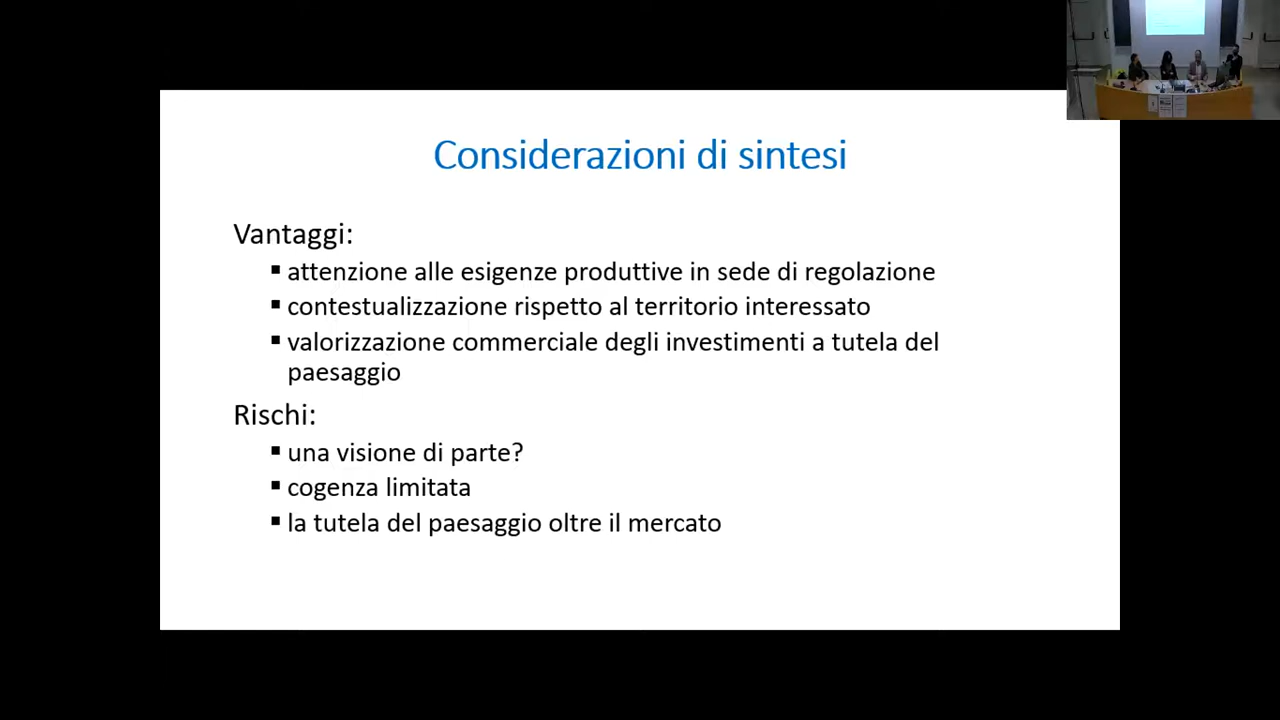 Considerazioni di sintesi
Vantaggi:
▪ attenzione alle esigenze produttive in sede di regolazione
▪ contestualizzazione rispetto al territorio interessato
▪ valorizzazione commerciale degli investimenti a tutela del
paesaggio
Rischi:
▪ una visione di parte?
▪ cogenza limitata
▪ la tutela del paesaggio oltre il mercato